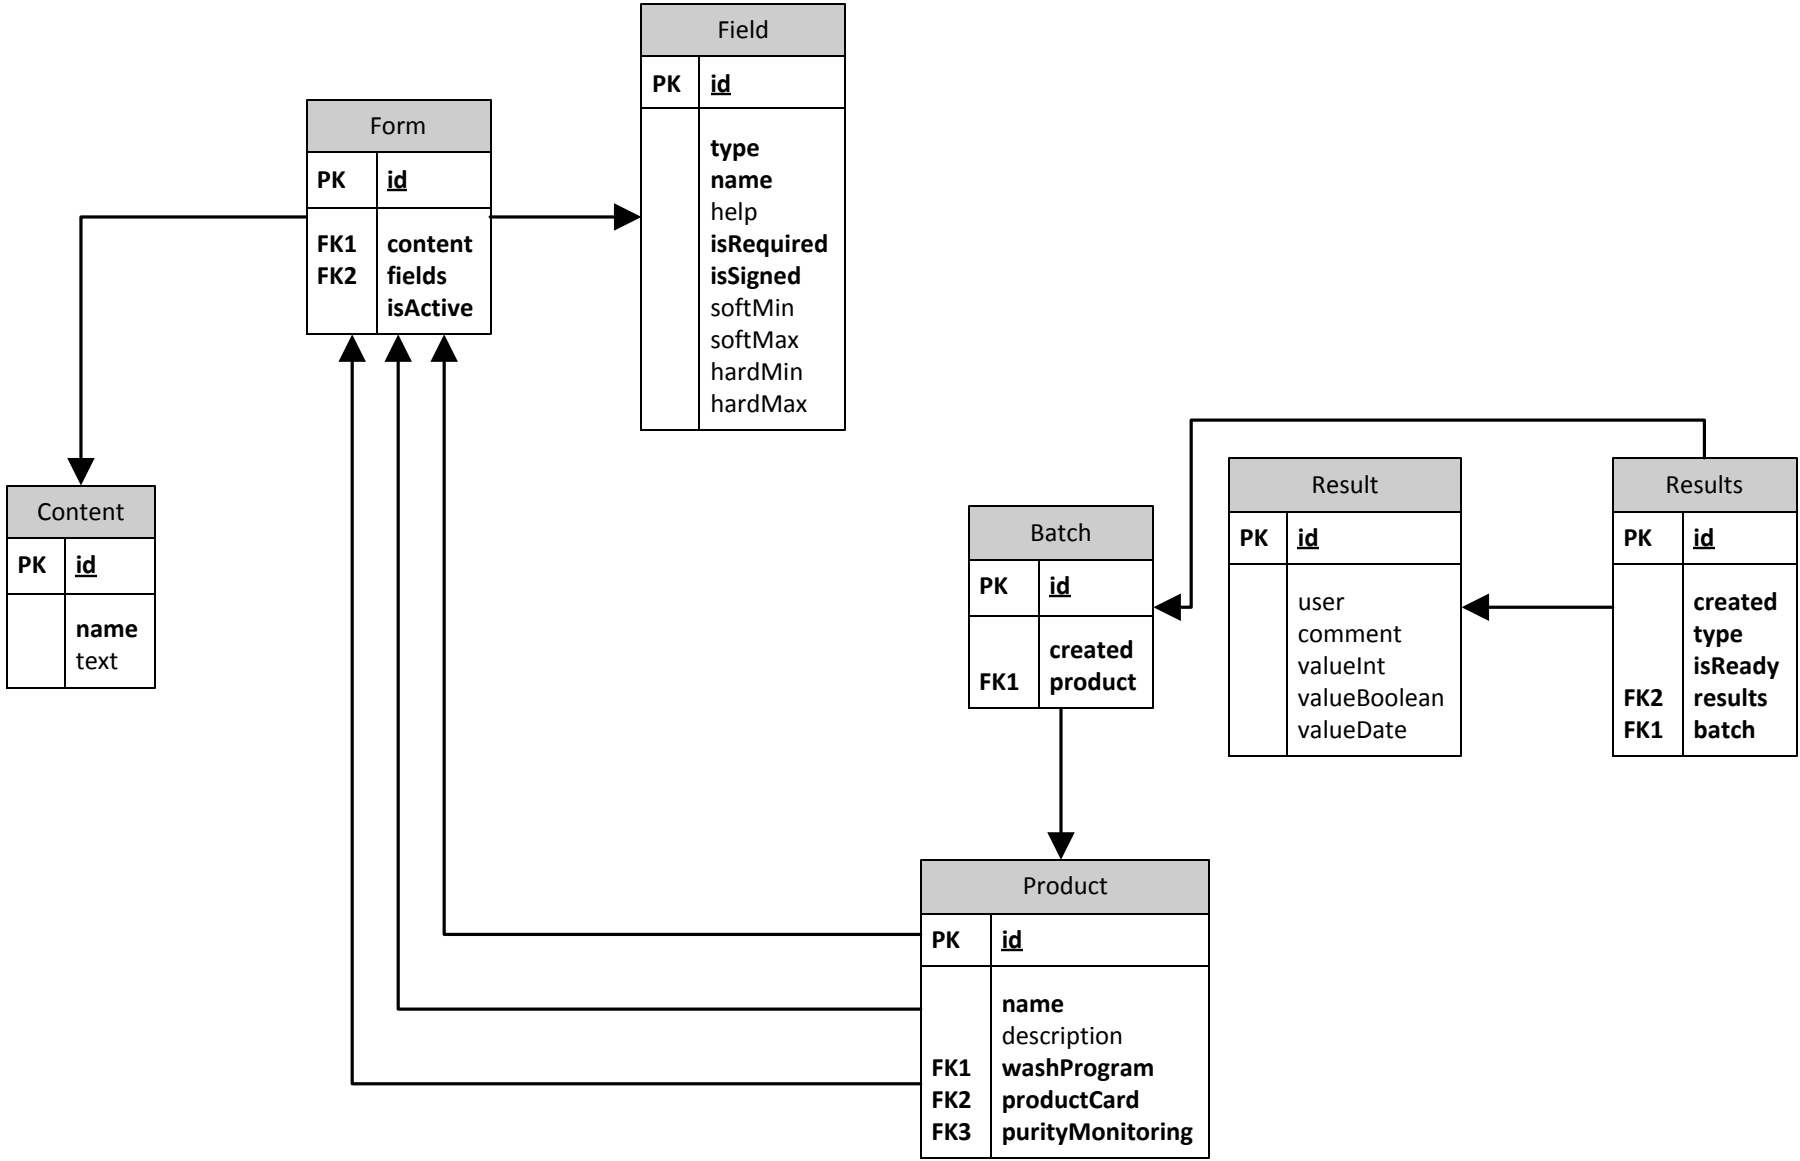 Field
PK id
type
name
help
isRequired
isSigned
softMin
softMax
hardMin
hardMax
Form
PK id
FK1 content
FK2 fields
isActive
Content
PK id
name
text
Batch
PK id
created
FK1 product
Result
PK id
user
comment
valueInt
valueBoolean
valueDate
Results
PK id
created
type
isReady
FK2 results
FK1 batch
Product
PK id
name
description
FK1 washProgram
FK2 productCard
FK3 purityMonitoring